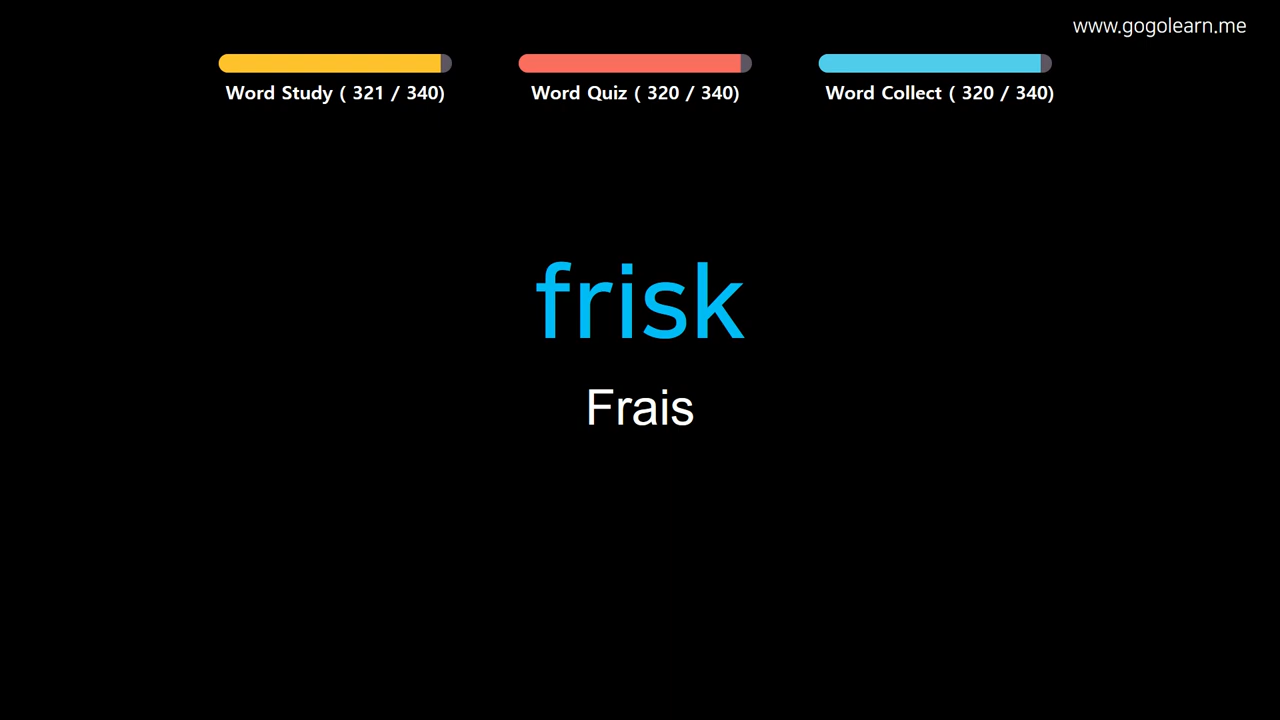 www.gogolearn.me
Word Study ( 321 / 340)
Word Quiz ( 320 / 340)
Word Collect ( 320 / 340)
frisk
Frais